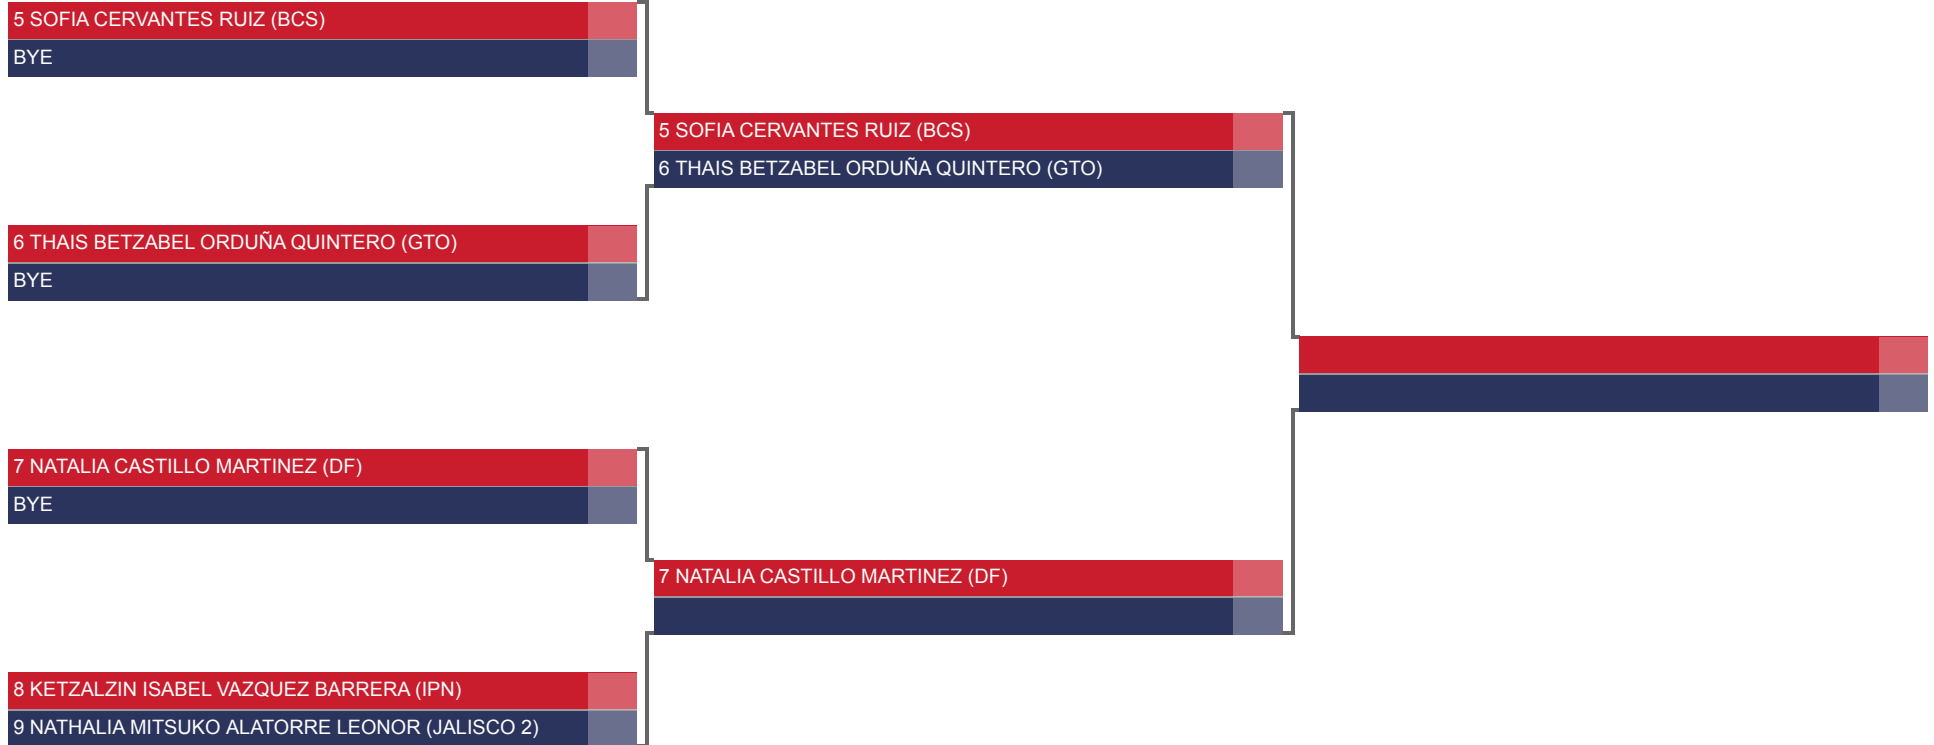 5 SOFIA CERVANTES RUIZ (BCS)
BYE
5 SOFIA CERVANTES RUIZ (BCS)
6 THAIS BETZABEL ORDUÑA QUINTERO (GTO)
6 THAIS BETZABEL ORDUÑA QUINTERO (GTO)
BYE
7 NATALIA CASTILLO MARTINEZ (DF)
BYE
7 NATALIA CASTILLO MARTINEZ (DF)
8 KETZALZIN ISABEL VAZQUEZ BARRERA (IPN)
9 NATHALIA MITSUKO ALATORRE LEONOR (JALISCO 2)